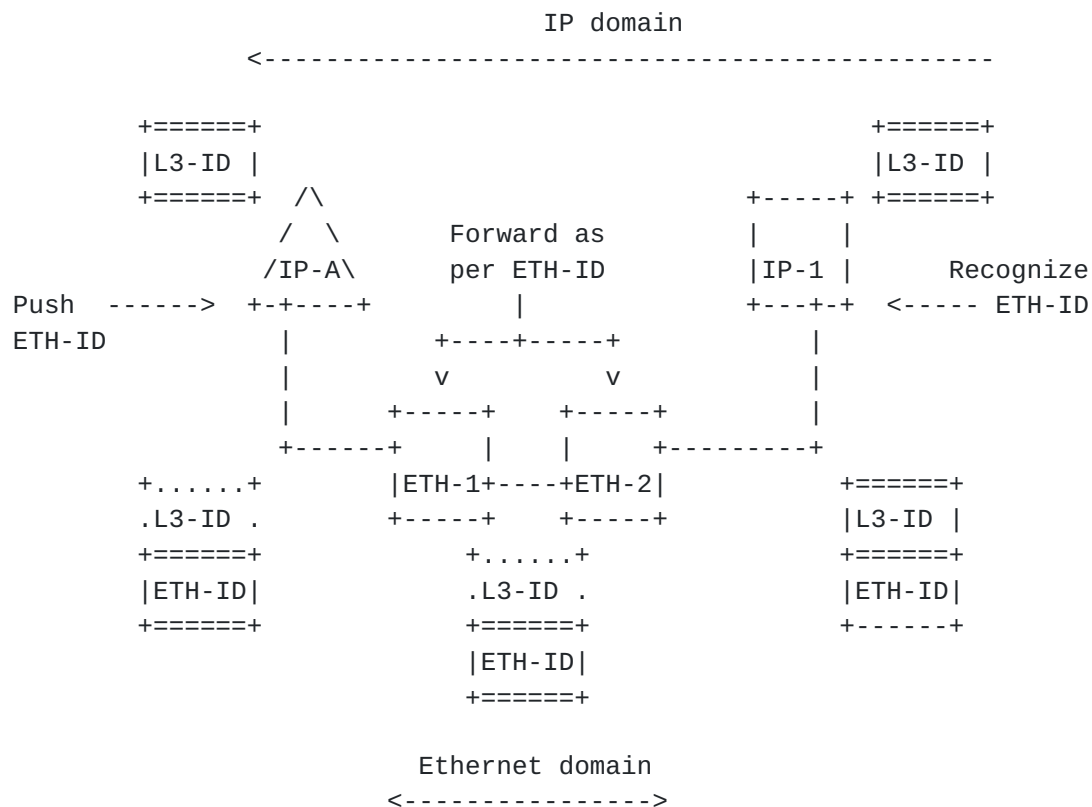 IP domain
               <-----------------------------------------------

        +======+                                       +======+
        |L3-ID |                                       |L3-ID |
        +======+  /\                           +-----+ +======+
                 /  \       Forward as         |     |
                /IP-A\      per ETH-ID         |IP-1 |      Recognize
Push  ------>  +-+----+         |              +---+-+  <----- ETH-ID
ETH-ID           |         +----+-----+            |
                 |         v          v            |
                 |      +-----+    +-----+         |
                 +------+     |    |     +---------+
        +......+        |ETH-1+----+ETH-2|           +======+
        .L3-ID .        +-----+    +-----+           |L3-ID |
        +======+             +......+                +======+
        |ETH-ID|             .L3-ID .                |ETH-ID|
        +======+             +======+                +------+
                             |ETH-ID|
                             +======+

                          Ethernet domain
                        <---------------->